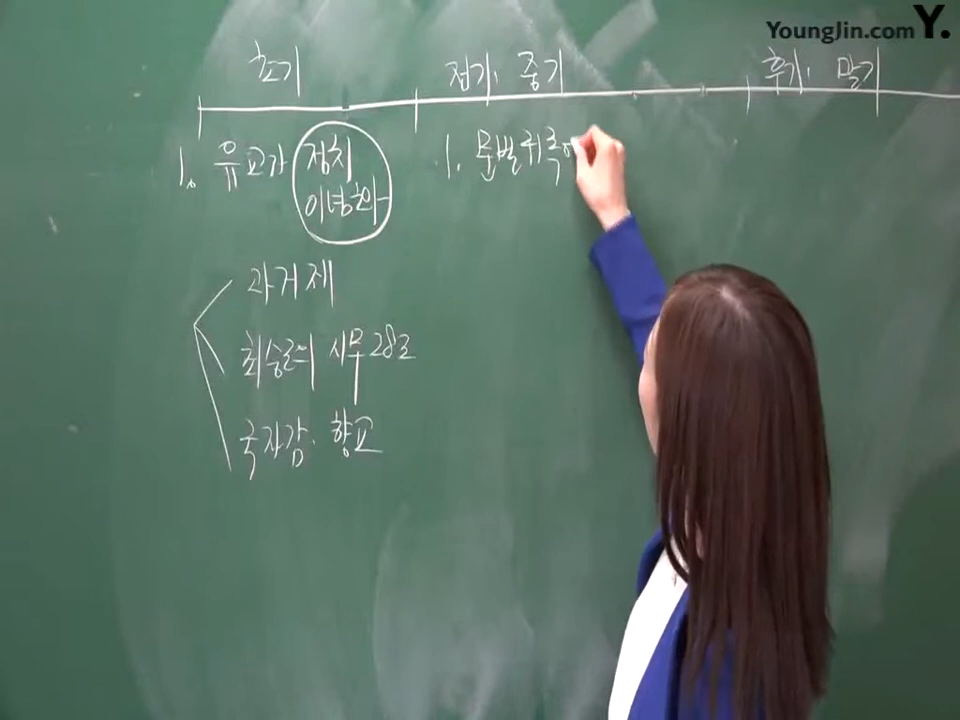 YoungJin.com Y.
초기
전기, 중기
후기, 말기
1. 유교가 정치
이념화
과거제
최승로의 시무 28조
국자감. 향교
1. 문벌귀족